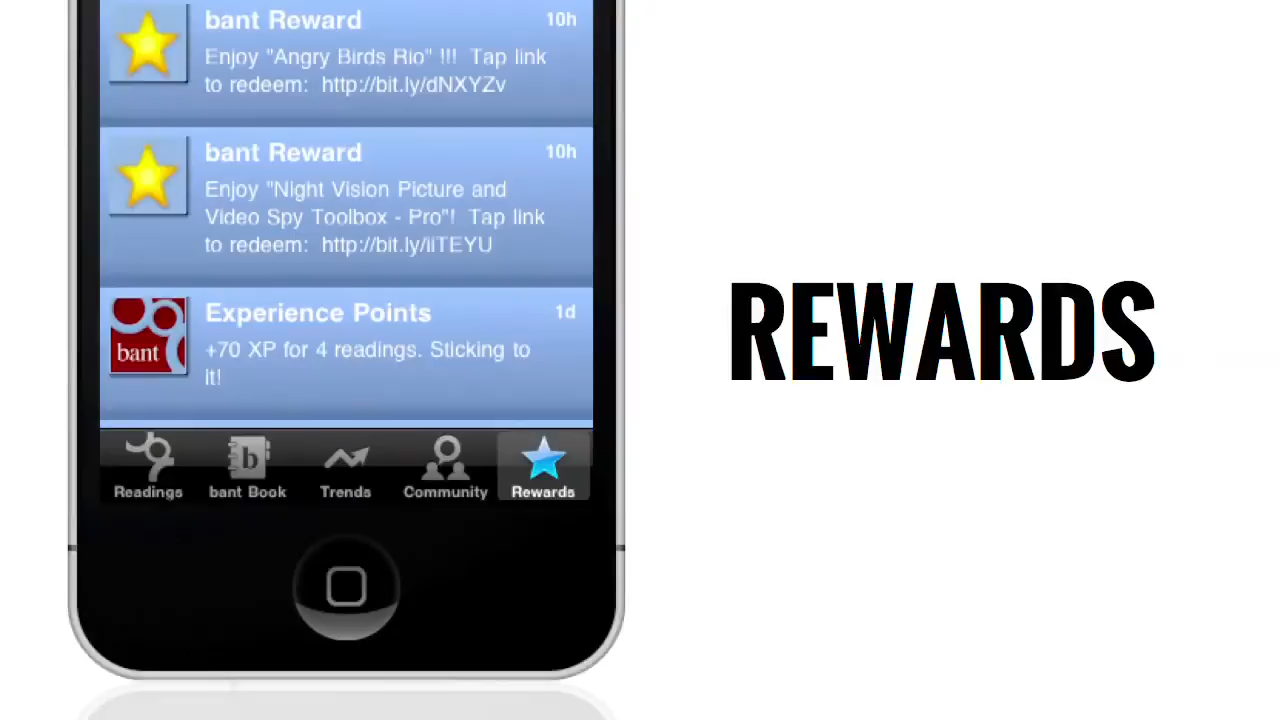 bant Reward 10h
Enjoy "Angry Birds Rio" !!! Tap link
to redeem: http://bit.ly/dNXYZv
bant Reward 10h
Enjoy "Night Vision Picture and
Video Spy Toolbox - Pro"! Tap link
to redeem: http://bit.ly/iiTEYU
bant
Experience Points 1d
+70 XP for 4 readings. Sticking to
it!
b
Readings bant Book Trends Community Rewards
REWARDS